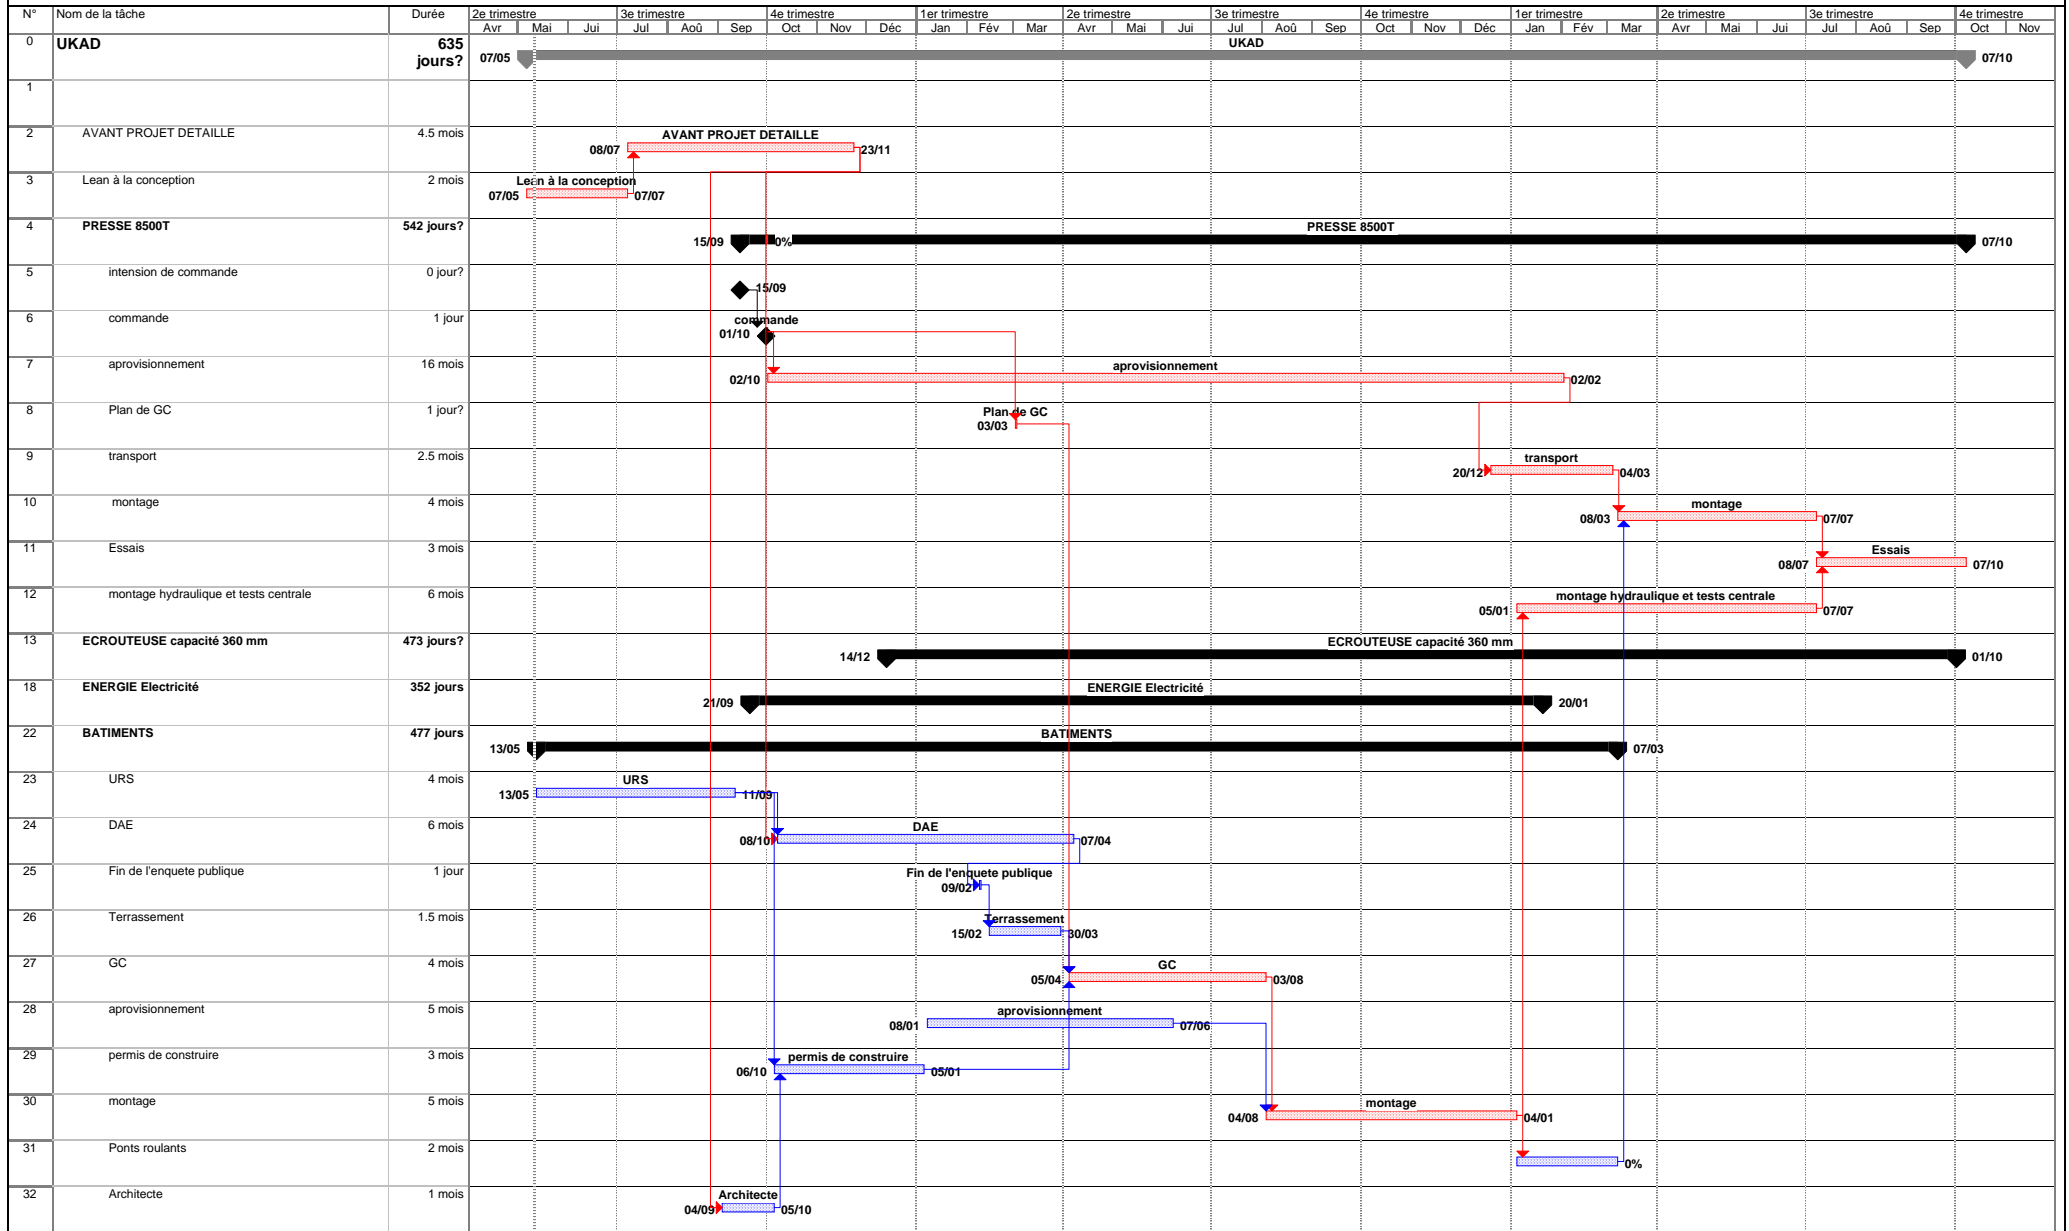 N° Nom de la tâche Durée 2e trimestre 3e trimestre 4e trimestre 1er trimestre 2e trimestre 3e trimestre 4e trimestre 1er trimestre 2e trimestre 3e trimestre 4e trimestre
Avr Mai Jui Jul Aoû Sep Oct Nov Déc Jan Fév Mar Avr Mai Jui Jul Aoû Sep Oct Nov Déc Jan Fév Mar Avr Mai Jui Jul Aoû Sep Oct Nov
0 UKAD 635 jours? UKAD
07/05 07/10
1
2 AVANT PROJET DETAILLE 4.5 mois AVANT PROJET DETAILLE
08/07 23/11
3 Lean à la conception 2 mois Lean à la conception
07/05 07/07
4 PRESSE 8500T 542 jours? PRESSE 8500T
15/09 0% 07/10
5 intension de commande 0 jour?
15/09
6 commande 1 jour commande
01/10
7 aprovisionnement 16 mois aprovisionnement
02/10 02/02
8 Plan de GC 1 jour? Plan de GC
03/03
9 transport 2.5 mois transport
20/12 04/03
10 montage 4 mois montage
08/03 07/07
11 Essais 3 mois Essais
08/07 07/10
12 montage hydraulique et tests centrale 6 mois montage hydraulique et tests centrale
05/01 07/07
13 ECROUTEUSE capacité 360 mm 473 jours? ECROUTEUSE capacité 360 mm
14/12 01/10
18 ENERGIE Electricité 352 jours ENERGIE Electricité
21/09 20/01
22 BATIMENTS 477 jours BATIMENTS
13/05 07/03
23 URS 4 mois URS
13/05 11/09
24 DAE 6 mois DAE
08/10 07/04
25 Fin de l'enquete publique 1 jour Fin de l'enquete publique
09/02
26 Terrassement 1.5 mois Terrassement
15/02 30/03
27 GC 4 mois GC
05/04 03/08
28 aprovisionnement 5 mois aprovisionnement
08/01 07/06
29 permis de construire 3 mois permis de construire
06/10 05/01
30 montage 5 mois montage
04/08 04/01
31 Ponts roulants 2 mois
0%
32 Architecte 1 mois Architecte
04/09 05/10